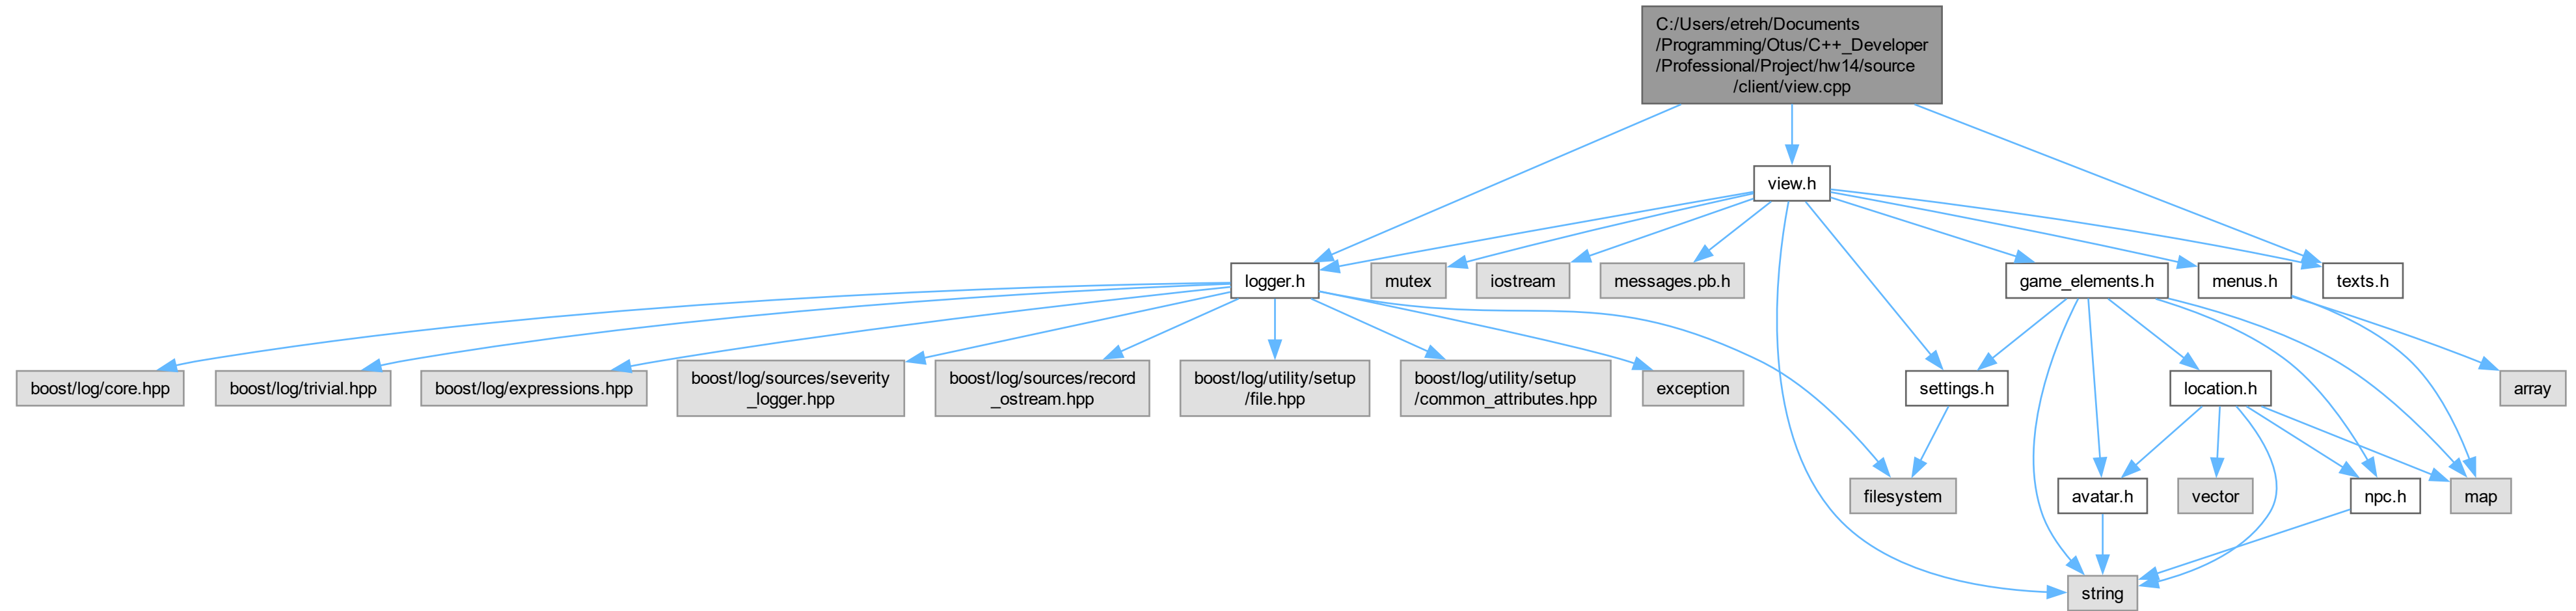 C:/Users/etreh/Documents
/Programming/Otus/C++_Developer
/Professional/Project/hw14/source
/client/view.cpp
view.h
logger.h
mutex
iostream
messages.pb.h
game_elements.h
menus.h
texts.h
boost/log/core.hpp
boost/log/trivial.hpp
boost/log/expressions.hpp
boost/log/sources/severity
_logger.hpp
boost/log/sources/record
_ostream.hpp
boost/log/utility/setup
/file.hpp
boost/log/utility/setup
/common_attributes.hpp
exception
settings.h
location.h
array
filesystem
avatar.h
vector
npc.h
map
string